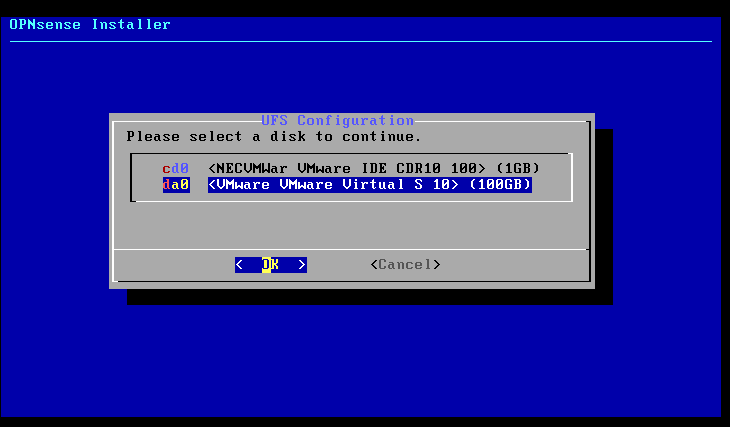 OPNsense Installer
UFS Configuration
Please select a disk to continue.
cd0 <NECVMWar VMware IDE CDR10 100> (1GB)
da0 <VMware VMware Virtual S 10> (100GB)
< OK > <Cancel>